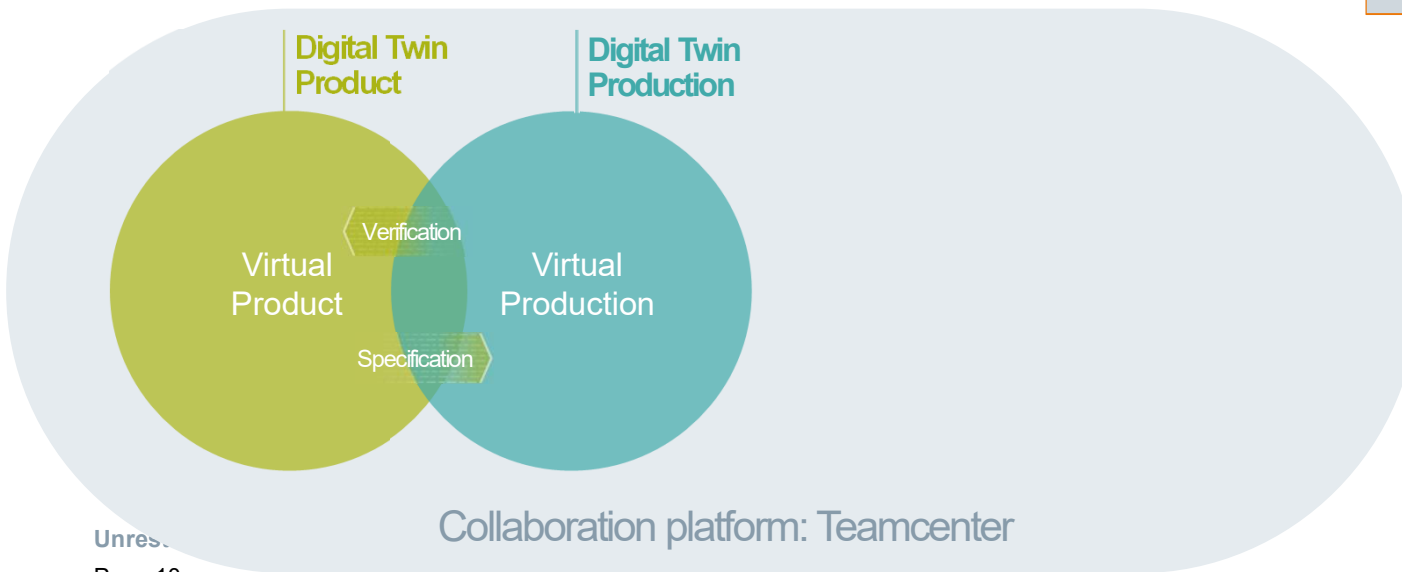 Digital Twin
Product
Digital Twin
Production
Verification
Virtual
Product
Virtual
Production
Specification
Collaboration platform: Teamcenter